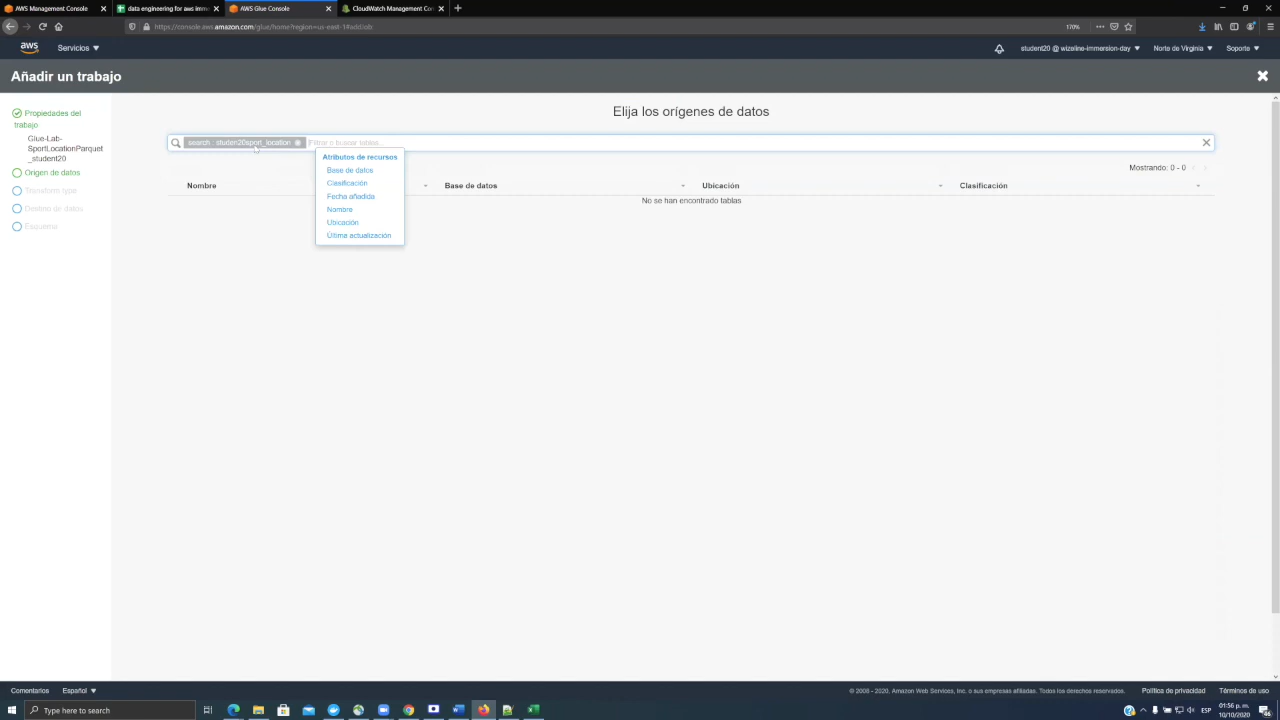 AWS Management Console
data engineering for aws imme
AWS Glue Console
CloudWatch Management Con
https://console.aws.amazon.com/glue/home?region=us-east-1#addJob:
170%
aws
Servicios
student20 @ wizeline-immersion-day
Norte de Virginia
Soporte
Añadir un trabajo
Propiedades del
trabajo
Glue-Lab-
SportLocationParquet
_student20
Origen de datos
Transform type
Destino de datos
Esquema
Elija los orígenes de datos
search : student20sport_location
Filtrar o buscar tablas...
Atributos de recursos
Base de datos
Clasificación
Fecha añadida
Nombre
Ubicación
Última actualización
Mostrando: 0 - 0
Nombre
Base de datos
Ubicación
Clasificación
No se han encontrado tablas
Comentarios
Español
© 2008 - 2020, Amazon Web Services, Inc. o sus empresas afiliadas. Todos los derechos reservados.
Política de privacidad
Términos de uso
Type here to search
ESP
01:56 p. m.
10/10/2020